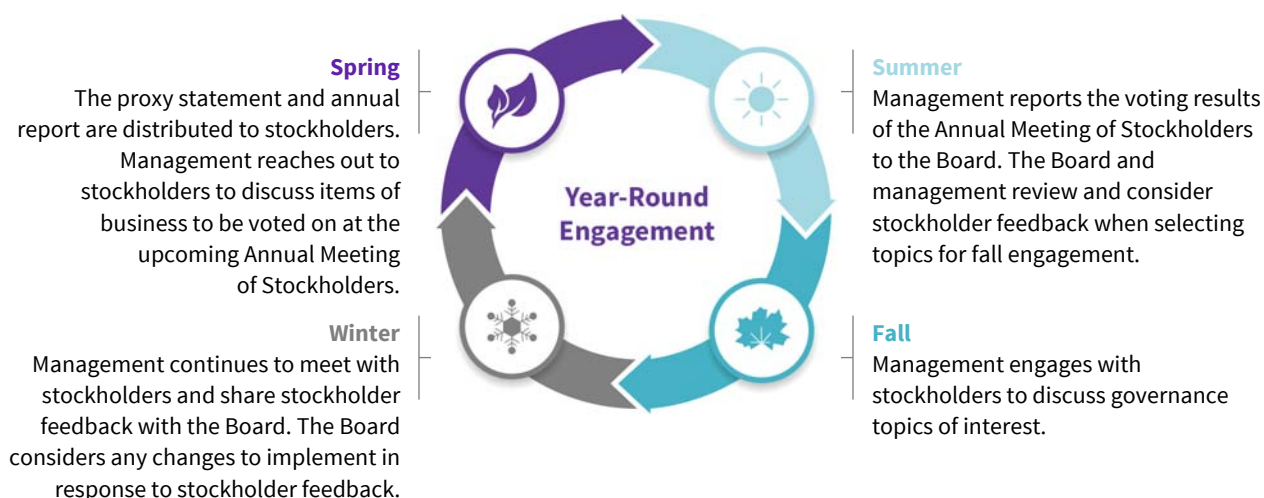 Spring
The proxy statement and annual
report are distributed to stockholders.
Management reaches out to
stockholders to discuss items of
business to be voted on at the
upcoming Annual Meeting
of Stockholders.
Year-Round
Engagement
Summer
Management reports the voting results
of the Annual Meeting of Stockholders
to the Board. The Board and
management review and consider
stockholder feedback when selecting
topics for fall engagement.
Winter
Management continues to meet with
stockholders and share stockholder
feedback with the Board. The Board
considers any changes to implement in
response to stockholder feedback.
Fall
Management engages with
stockholders to discuss governance
topics of interest.